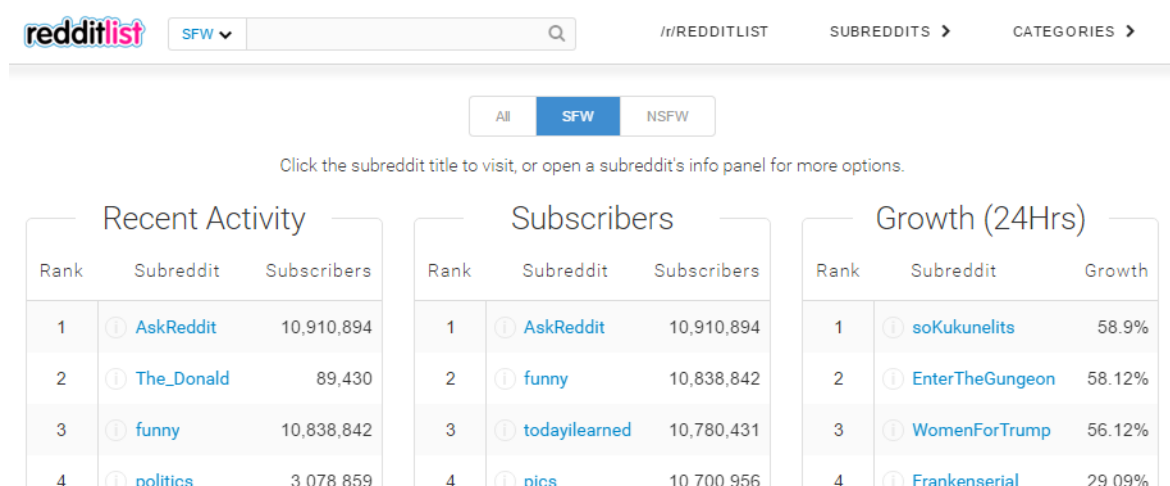 redditlist SFW /r/REDDITLIST SUBREDDITS CATEGORIES
All SFW NSFW
Click the subreddit title to visit, or open a subreddit's info panel for more options.
Recent Activity Subscribers Growth (24Hrs)
Rank Subreddit Subscribers Rank Subreddit Subscribers Rank Subreddit Growth
1 AskReddit 10,910,894 1 AskReddit 10,910,894 1 soKukunelits 58.9%
2 The_Donald 89,430 2 funny 10,838,842 2 EnterTheGungeon 58.12%
3 funny 10,838,842 3 todayilearned 10,780,431 3 WomenForTrump 56.12%
4 politics 3,078,859 4 pics 10,700,956 4 Frankenserial 29.09%